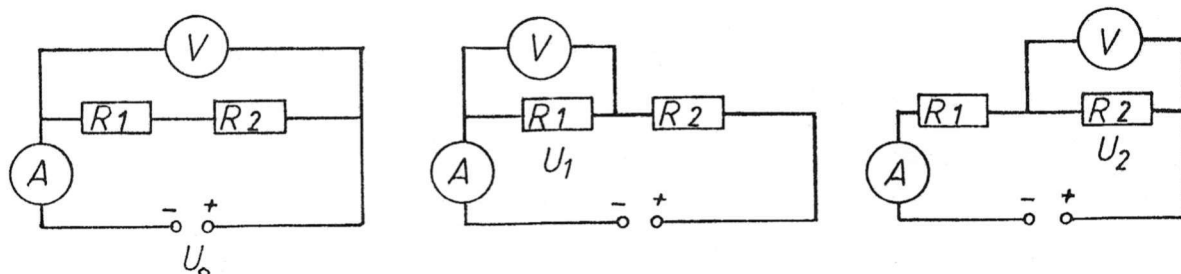 V
R1
R2
A
- +
U₀
V
R1
R2
U₁
A
- +
V
R1
R2
U₂
A
- +